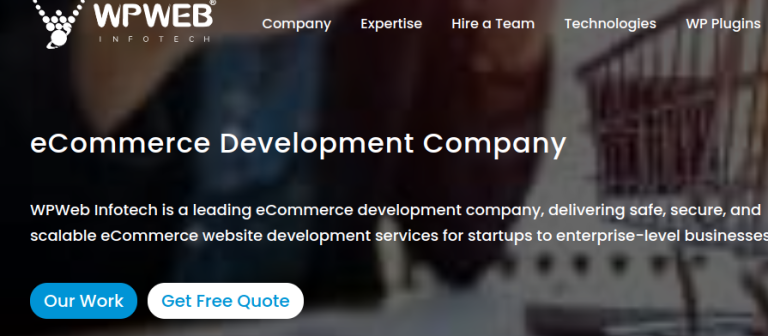 WPWEB®
INFOTECH
Company Expertise Hire a Team Technologies WP Plugins
eCommerce Development Company
WPWeb Infotech is a leading eCommerce development company, delivering safe, secure, and
scalable eCommerce website development services for startups to enterprise-level businesses
Our Work Get Free Quote